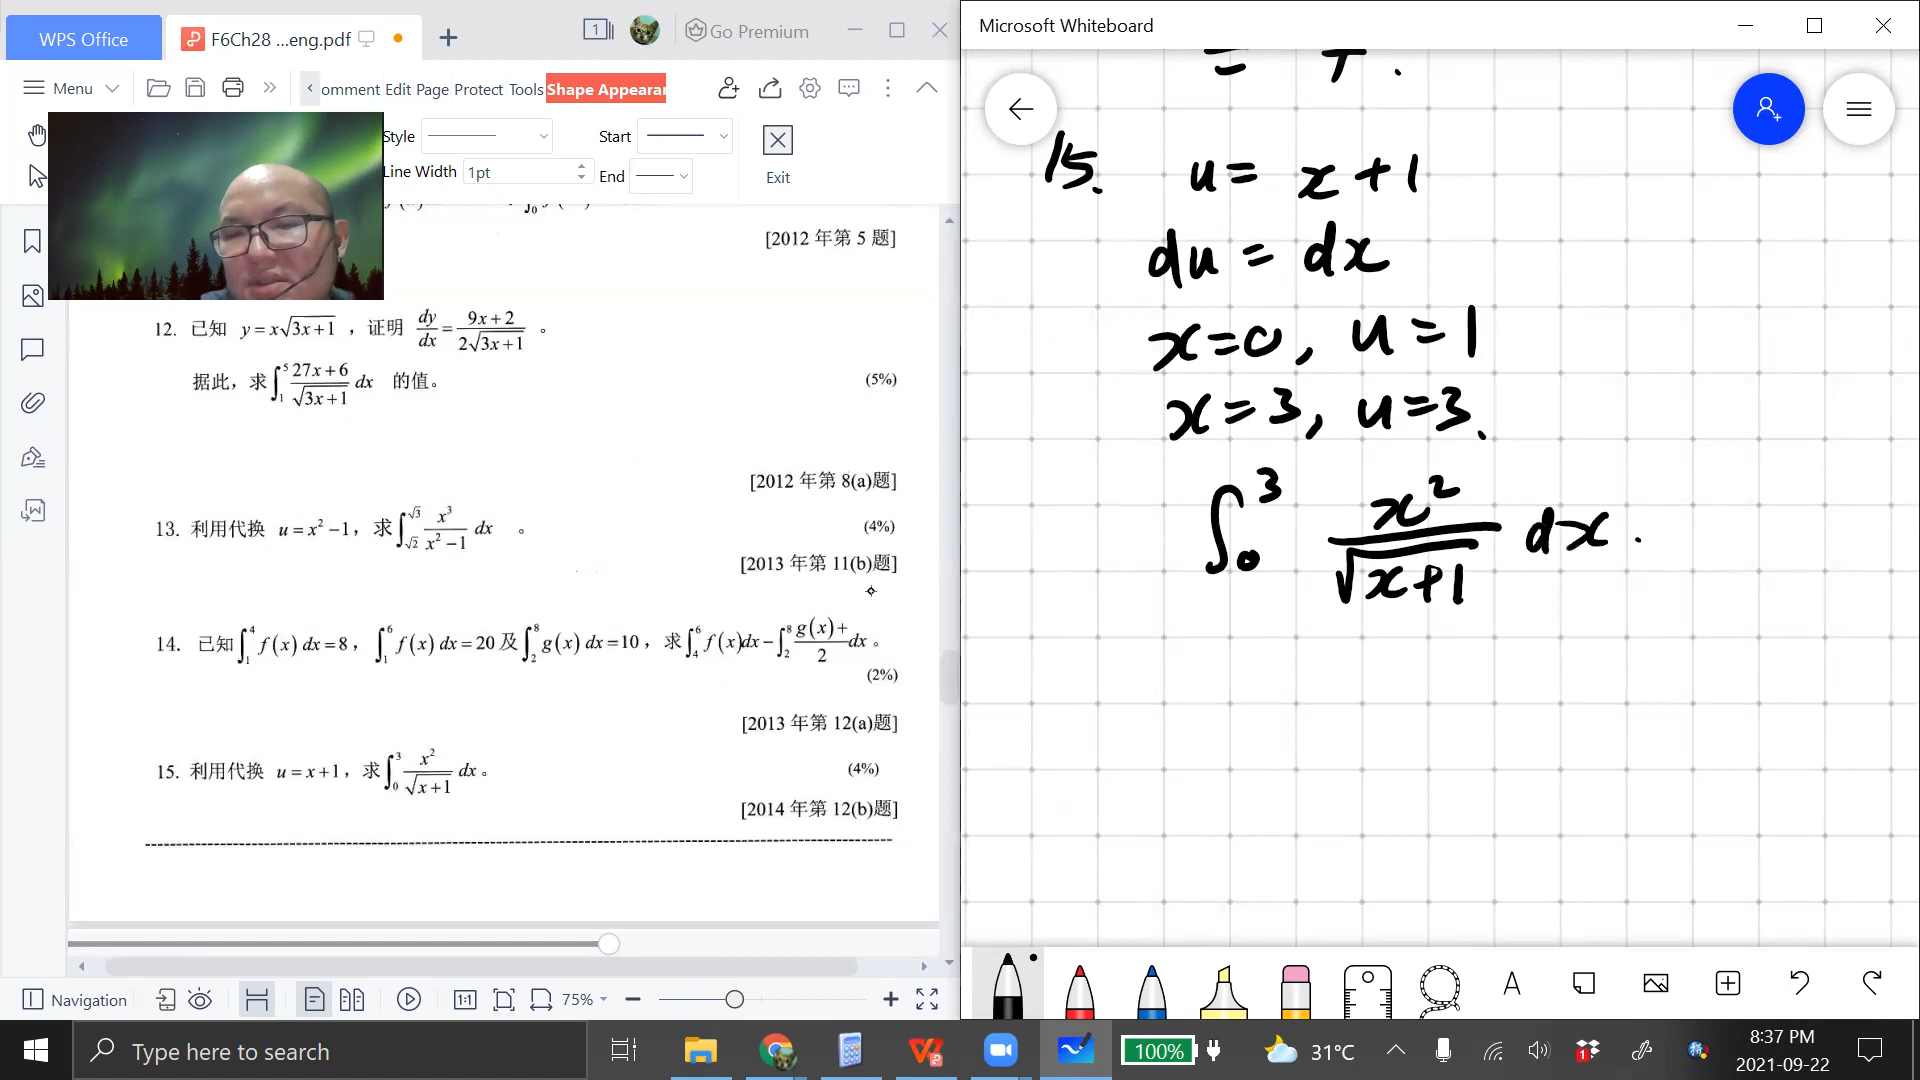 WPS Office
F6Ch28 ...eng.pdf
1
Go Premium
Menu
omment Edit Page Protect Tools
Shape Appearar
Style
Start
Line Width 1pt
End
Exit
[2012 年第 5 题]
12. 已知 y=x√(3x+1) ，证明 dy/dx = (9x+2)/(2√(3x+1)) 。
据此，求 ∫₁⁵ (27x+6)/√(3x+1) dx 的值。 (5%)
[2012 年第 8(a)题]
13. 利用代换 u=x²−1，求 ∫_{√2}^{√3} x³/(x²−1) dx 。 (4%)
[2013 年第 11(b)题]
14. 已知 ∫₁⁴ f(x) dx=8， ∫₁⁶ f(x) dx=20 及 ∫₂⁸ g(x) dx=10，求 ∫₄⁶ f(x)dx − ∫₂⁸ (g(x)+)/2 dx 。
(2%)
[2013 年第 12(a)题]
15. 利用代换 u=x+1，求 ∫₀³ x²/√(x+1) dx 。 (4%)
[2014 年第 12(b)题]
Navigation
1:1
75%
Microsoft Whiteboard
15. u= x+1
du = dx
x=0, u=1
x=3, u=3.
∫₀³ x²/√(x+1) dx.
A
Type here to search
100%
31°C
1
8:37 PM
2021-09-22